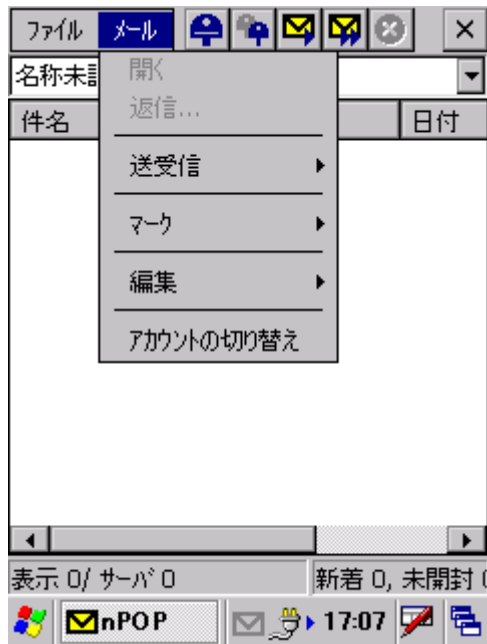 ファイル メール
名称未
開く
返信...
件名 日付
送受信
マーク
編集
アカウントの切り替え
表示 0/ サーバ 0 新着 0, 未開封
nPOP 17:07